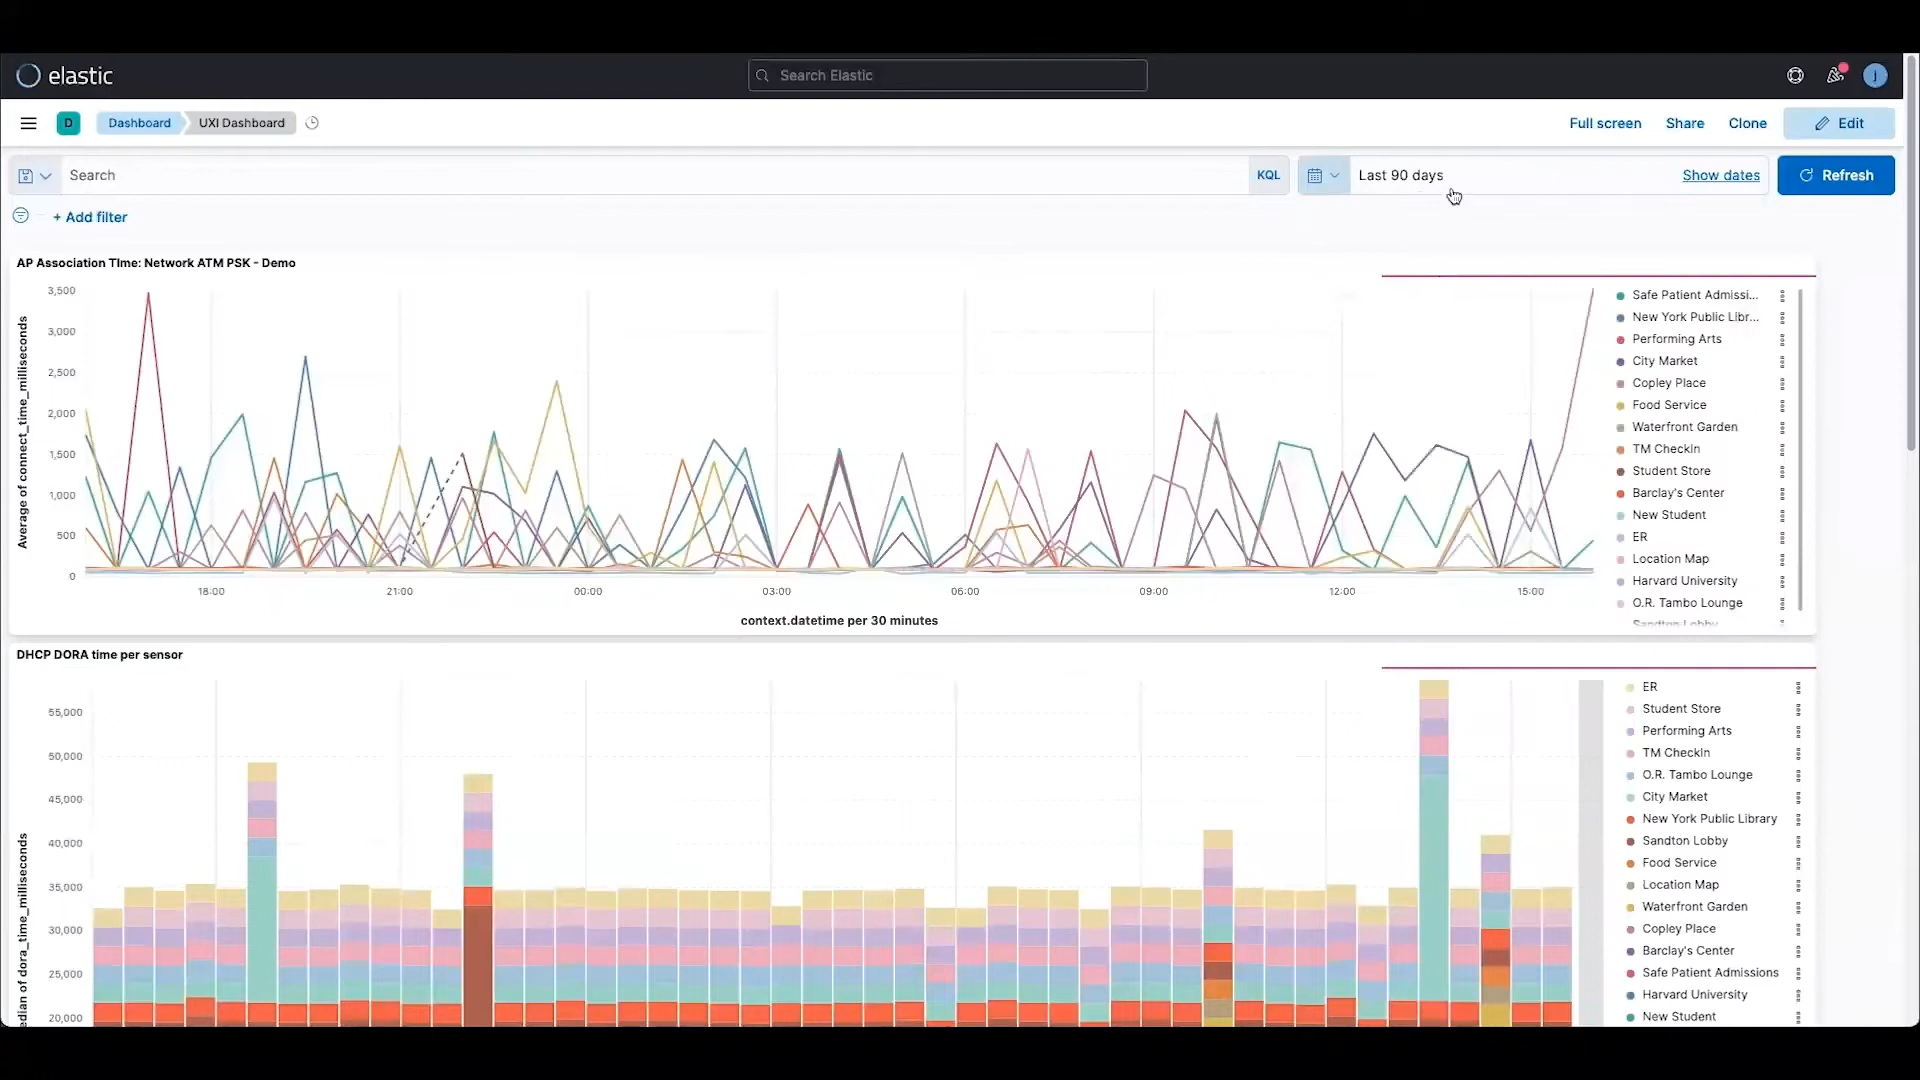 elastic
Search Elastic
J
D
Dashboard
UXI Dashboard
Full screen
Share
Clone
Edit
Search
KQL
Last 90 days
Show dates
Refresh
+ Add filter
AP Association TIme: Network ATM PSK - Demo
Average of connect_time_milliseconds
3,500
3,000
2,500
2,000
1,500
1,000
500
0
18:00
21:00
00:00
03:00
06:00
09:00
12:00
15:00
context.datetime per 30 minutes
Safe Patient Admissi...
New York Public Libr...
Performing Arts
City Market
Copley Place
Food Service
Waterfront Garden
TM CheckIn
Student Store
Barclay's Center
New Student
ER
Location Map
Harvard University
O.R. Tambo Lounge
Sandton Lobby
DHCP DORA time per sensor
of dora_time_milliseconds
55,000
50,000
45,000
40,000
35,000
30,000
25,000
20,000
ER
Student Store
Performing Arts
TM CheckIn
O.R. Tambo Lounge
City Market
New York Public Library
Sandton Lobby
Food Service
Location Map
Waterfront Garden
Copley Place
Barclay's Center
Safe Patient Admissions
Harvard University
New Student